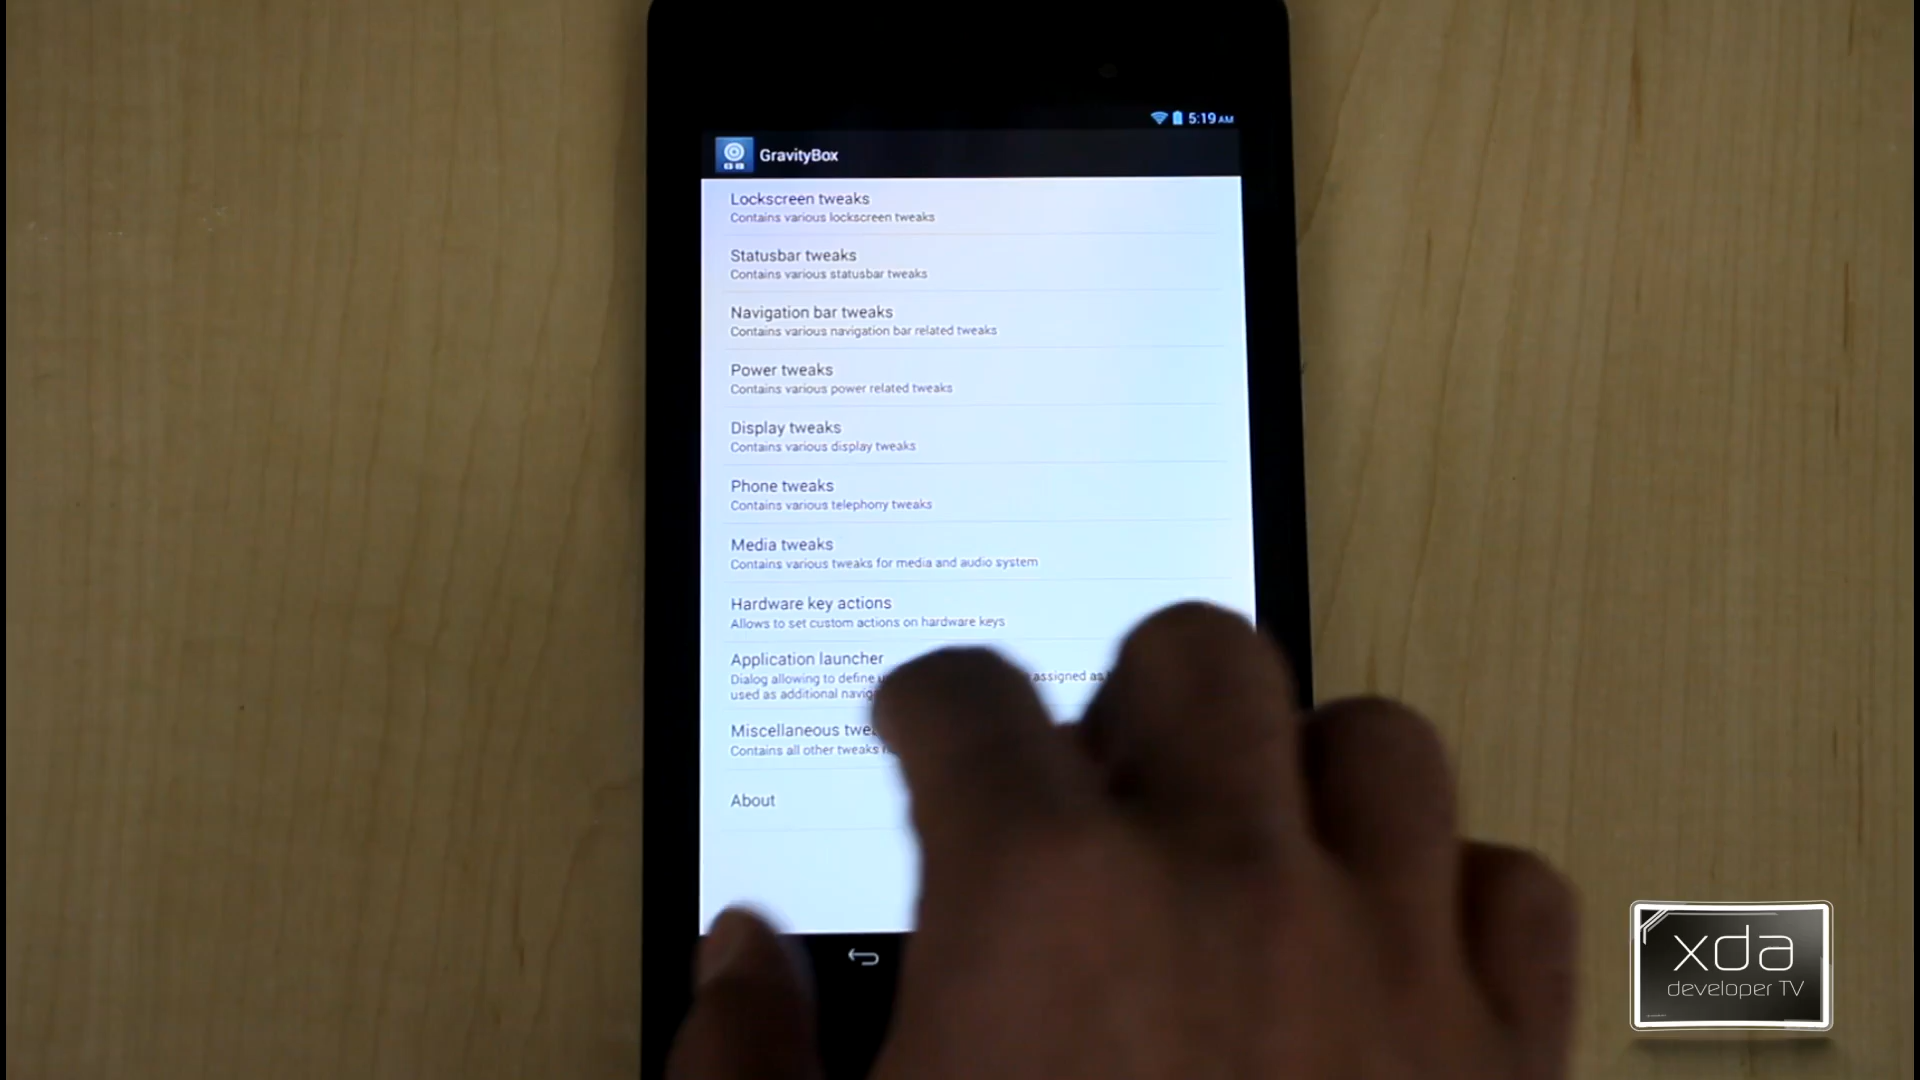 5:19 AM
GravityBox
Lockscreen tweaks
Contains various lockscreen tweaks
Statusbar tweaks
Contains various statusbar tweaks
Navigation bar tweaks
Contains various navigation bar related tweaks
Power tweaks
Contains various power related tweaks
Display tweaks
Contains various display tweaks
Phone tweaks
Contains various telephony tweaks
Media tweaks
Contains various tweaks for media and audio system
Hardware key actions
Allows to set custom actions on hardware keys
Application launcher
Dialog allowing to define assigned as
used as additional
Miscellaneous
Contains all other tweaks
About
xda
developer TV